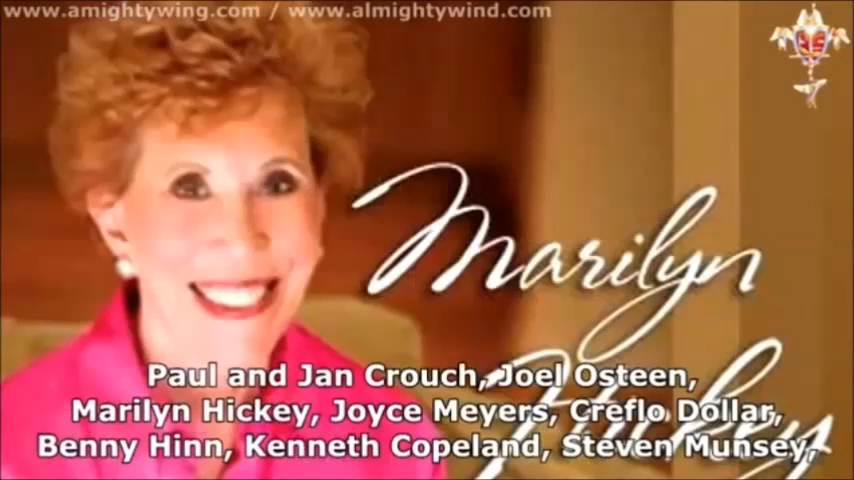 www.amightywing.com / www.almightywind.com
Marilyn
Hickey
Paul and Jan Crouch, Joel Osteen,
Marilyn Hickey, Joyce Meyers, Creflo Dollar,
Benny Hinn, Kenneth Copeland, Steven Munsey,